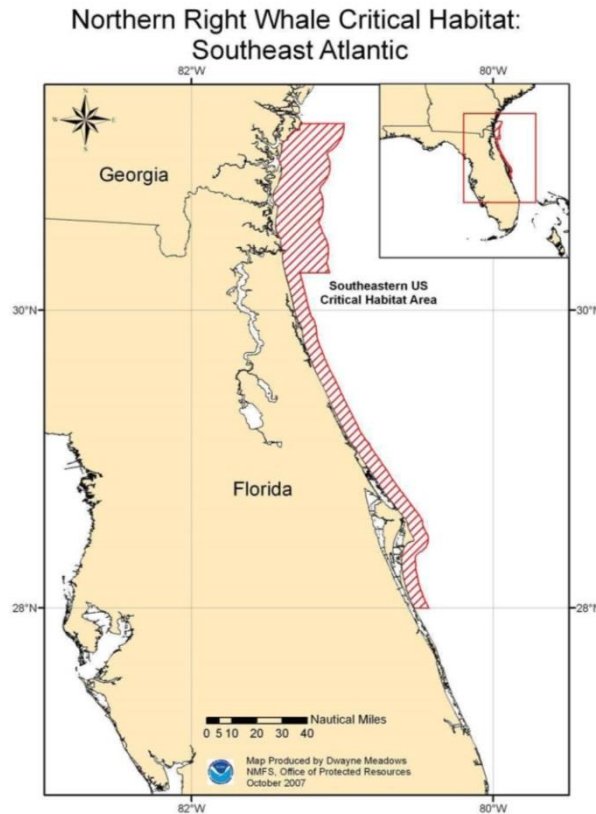 Northern Right Whale Critical Habitat:
Southeast Atlantic
82°W
80°W
Georgia
Southeastern US
Critical Habitat Area
30°N
30°N
Florida
28°N
28°N
0 5 10 20 30 40 Nautical Miles
Map Produced by Dwayne Meadows
NMFS, Office of Protected Resources
October 2007
82°W
80°W